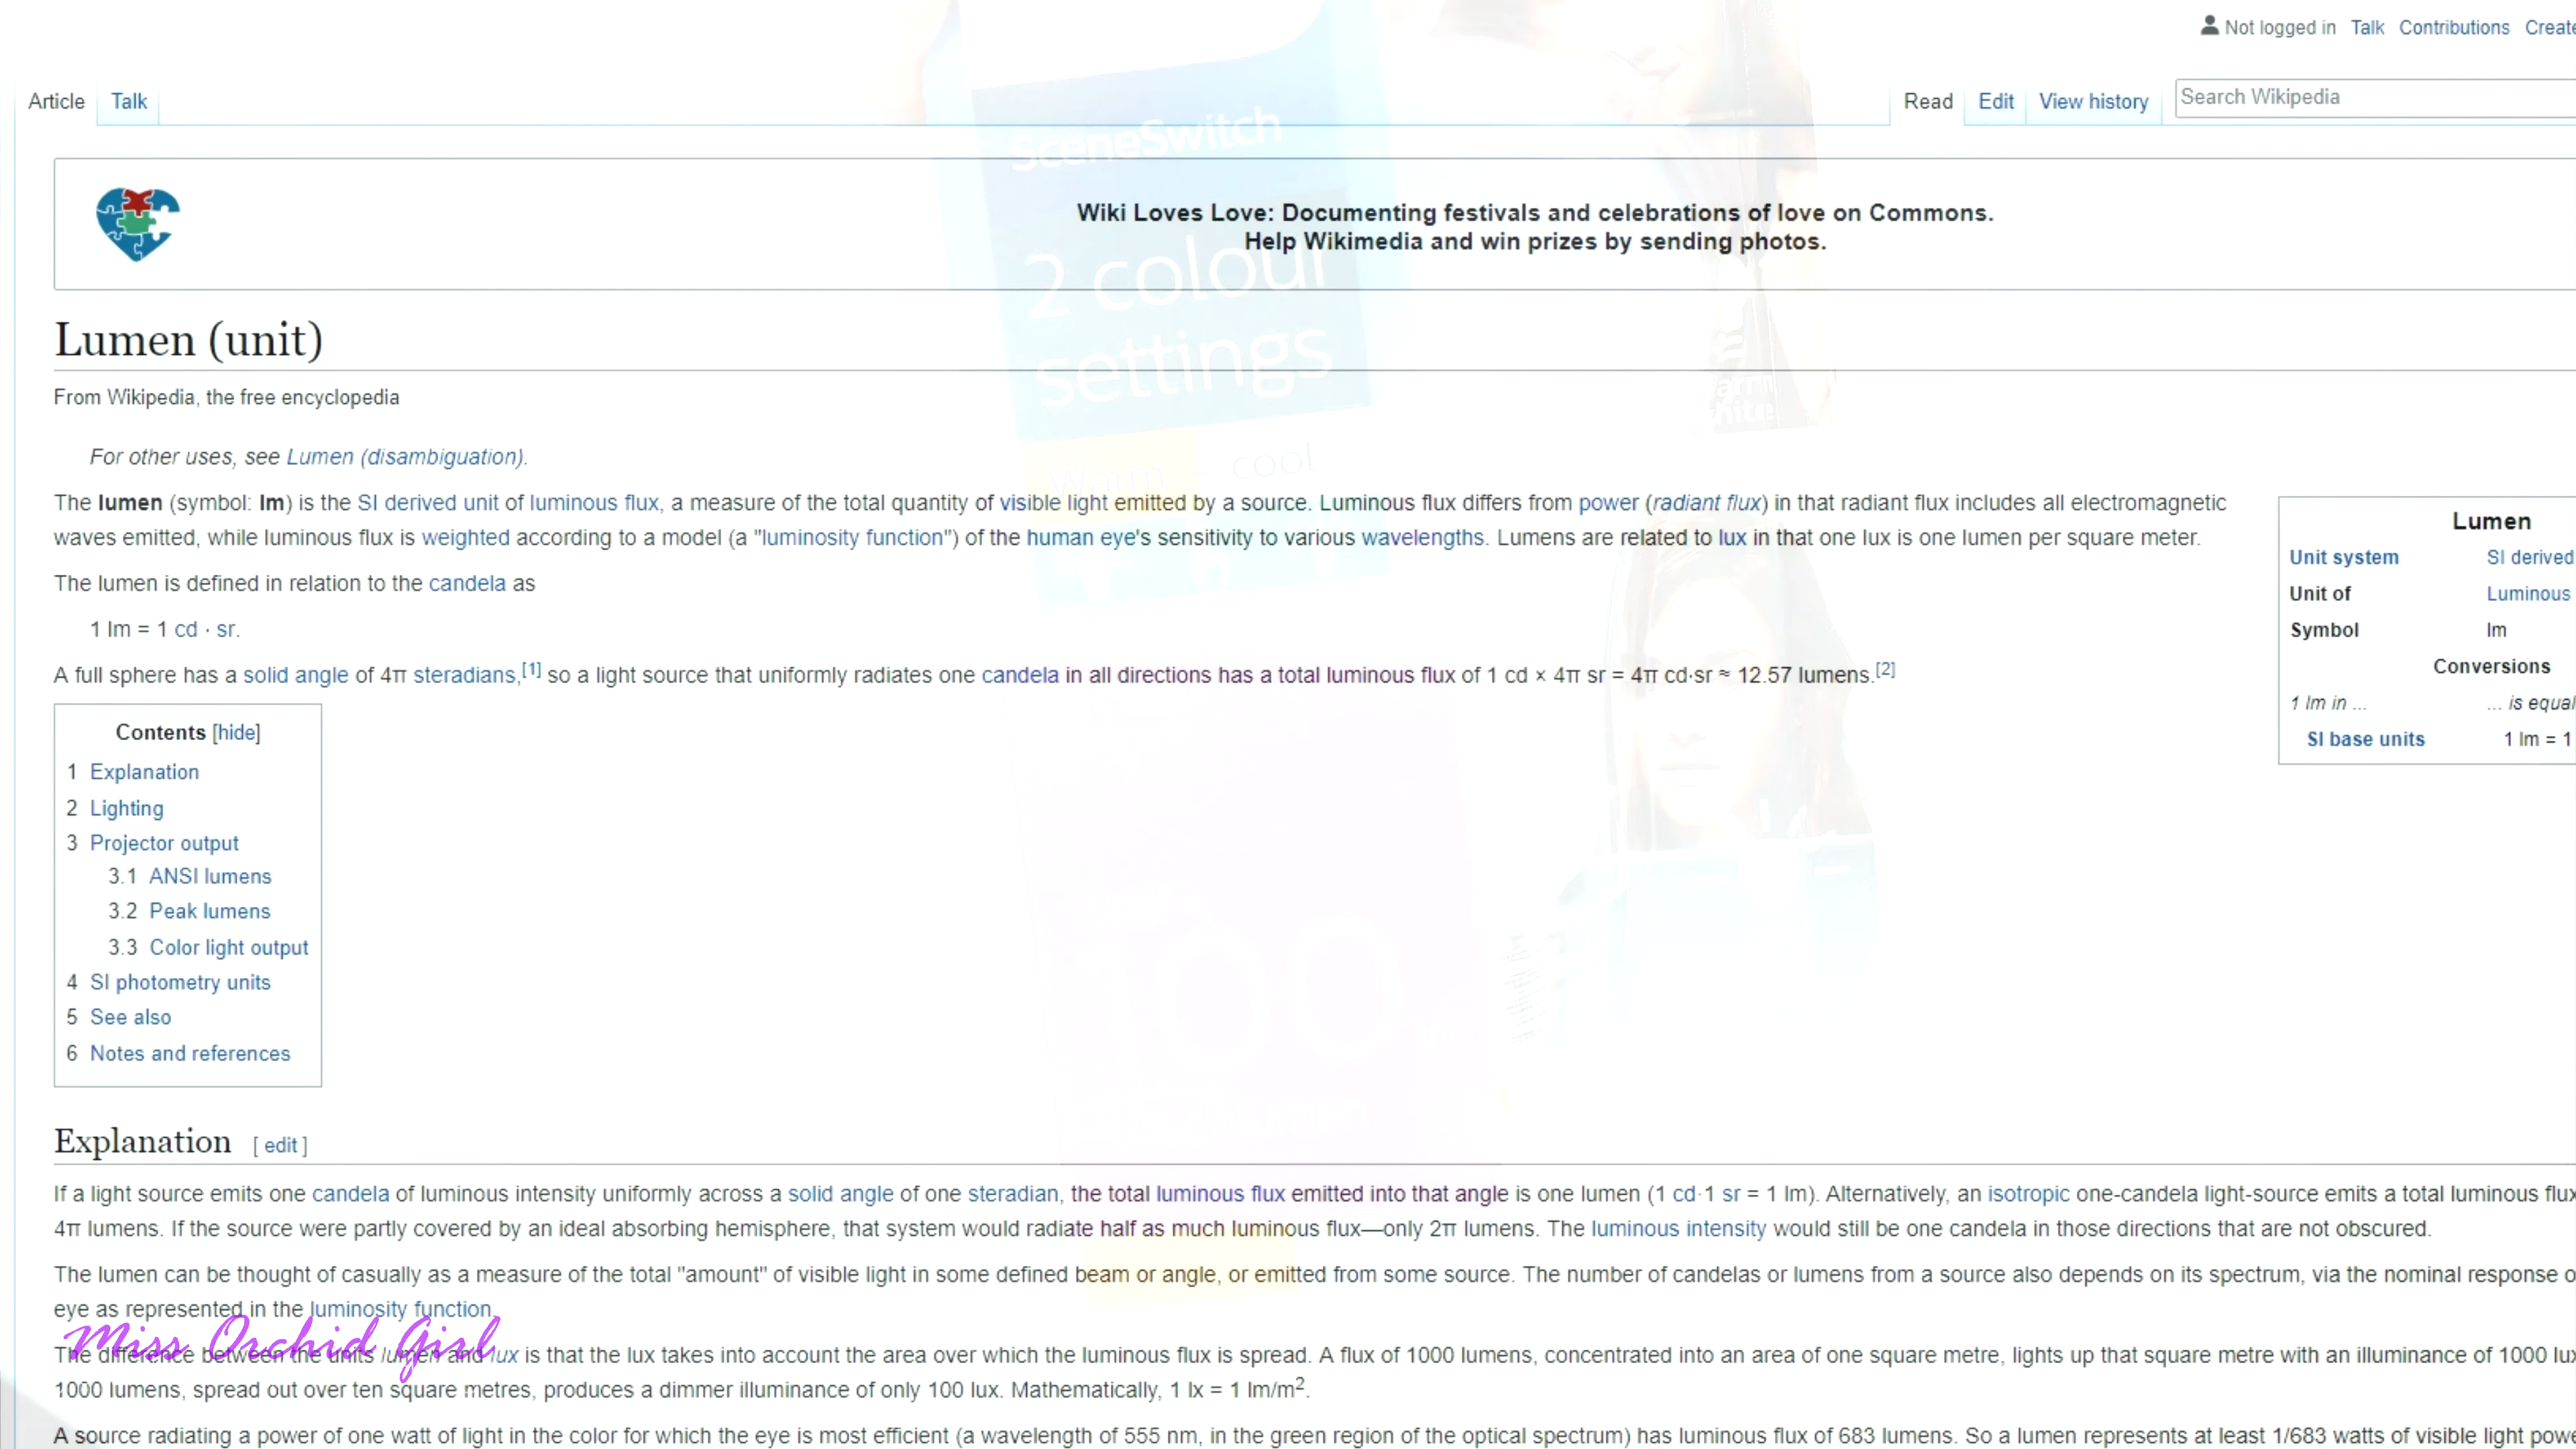 Not logged in Talk Contributions
Article Talk Read Edit View history Search Wikipedia
SceneSwitch
Wiki Loves Love: Documenting festivals and celebrations of love on Commons.
Help Wikimedia and win prizes by sending photos.
2 colour
settings
Lumen (unit)
From Wikipedia, the free encyclopedia
Warm cool
For other uses, see Lumen (disambiguation).
The lumen (symbol: lm) is the SI derived unit of luminous flux, a measure of the total quantity of visible light emitted by a source. Luminous flux differs from power (radiant flux) in that radiant flux includes all electromagnetic
waves emitted, while luminous flux is weighted according to a model (a "luminosity function") of the human eye's sensitivity to various wavelengths. Lumens are related to lux in that one lux is one lumen per square meter.
The lumen is defined in relation to the candela as
1 lm = 1 cd · sr.
A full sphere has a solid angle of 4π steradians,[1] so a light source that uniformly radiates one candela in all directions has a total luminous flux of 1 cd × 4π sr = 4π cd·sr ≈ 12.57 lumens.[2]
Lumen
Unit system SI derived
Unit of Luminous
Symbol lm
Conversions
1 lm in ... ... is equal
SI base units 1 lm = 1
Contents [hide]
1 Explanation
2 Lighting
3 Projector output
3.1 ANSI lumens
3.2 Peak lumens
3.3 Color light output
4 SI photometry units
5 See also
6 Notes and references
100
Explanation [ edit ]
If a light source emits one candela of luminous intensity uniformly across a solid angle of one steradian, the total luminous flux emitted into that angle is one lumen (1 cd·1 sr = 1 lm). Alternatively, an isotropic one-candela light-source emits a total luminous flux
4π lumens. If the source were partly covered by an ideal absorbing hemisphere, that system would radiate half as much luminous flux—only 2π lumens. The luminous intensity would still be one candela in those directions that are not obscured.
The lumen can be thought of casually as a measure of the total "amount" of visible light in some defined beam or angle, or emitted from some source. The number of candelas or lumens from a source also depends on its spectrum, via the nominal response
eye as represented in the luminosity function.
Miss Orchid Girl
The difference between the units lumen and lux is that the lux takes into account the area over which the luminous flux is spread. A flux of 1000 lumens, concentrated into an area of one square metre, lights up that square metre with an illuminance of 1000 lux
1000 lumens, spread out over ten square metres, produces a dimmer illuminance of only 100 lux. Mathematically, 1 lx = 1 lm/m².
A source radiating a power of one watt of light in the color for which the eye is most efficient (a wavelength of 555 nm, in the green region of the optical spectrum) has luminous flux of 683 lumens. So a lumen represents at least 1/683 watts of visible light